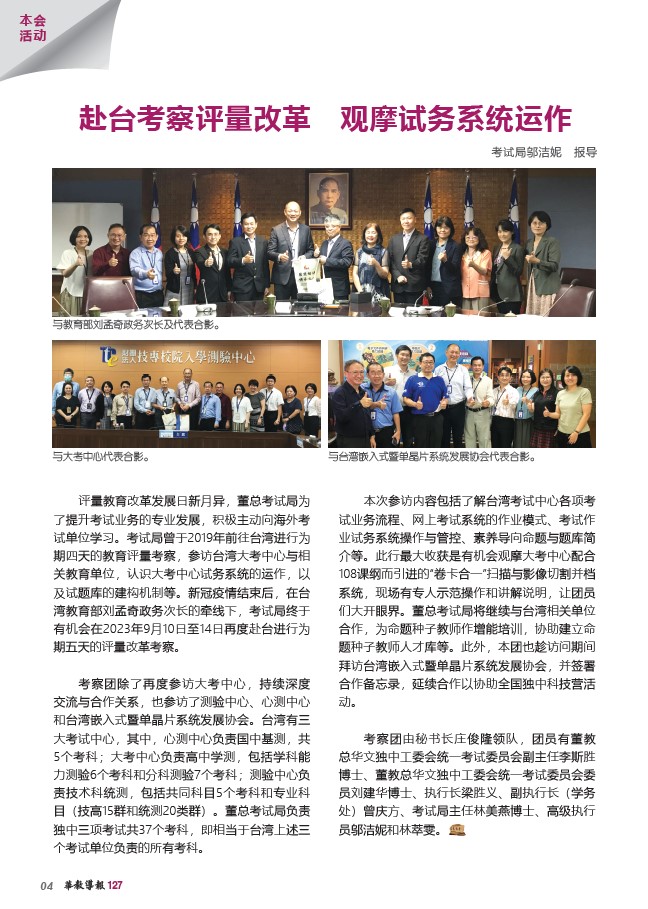 本会
活动
赴台考察评量改革　观摩试务系统运作
考试局邬洁妮　报导
与教育部刘孟奇政务次长及代表合影。
技專校院入學測驗中心
与大考中心代表合影。
与台湾嵌入式暨单晶片系统发展协会代表合影。
评量教育改革发展日新月异，董总考试局为
了提升考试业务的专业发展，积极主动向海外考
试单位学习。考试局曾于2019年前往台湾进行为
期四天的教育评量考察，参访台湾大考中心与相
关教育单位，认识大考中心试务系统的运作，以
及试题库的建构机制等。新冠疫情结束后，在台
湾教育部刘孟奇政务次长的牵线下，考试局终于
有机会在2023年9月10日至14日再度赴台进行为
期五天的评量改革考察。
考察团除了再度参访大考中心，持续深度
交流与合作关系，也参访了测验中心、心测中心
和台湾嵌入式暨单晶片系统发展协会。台湾有三
大考试中心，其中，心测中心负责国中基测，共
5个考科；大考中心负责高中学测，包括学科能
力测验6个考科和分科测验7个考科；测验中心负
责技术科统测，包括共同科目5个考科和专业科
目（技高15群和统测20类群）。董总考试局负责
独中三项考试共37个考科，即相当于台湾上述三
个考试单位负责的所有考科。
本次参访内容包括了解台湾考试中心各项考
试业务流程、网上考试系统的作业模式、考试作
业试务系统操作与管控、素养导向命题与题库简
介等。此行最大收获是有机会观摩大考中心配合
108课纲而引进的“卷卡合一”扫描与影像切割并档
系统，现场有专人示范操作和讲解说明，让团员
们大开眼界。董总考试局将继续与台湾相关单位
合作，为命题种子教师作增能培训，协助建立命
题种子教师人才库等。此外，本团也趁访问期间
拜访台湾嵌入式暨单晶片系统发展协会，并签署
合作备忘录，延续合作以协助全国独中科技营活
动。
考察团由秘书长庄俊隆领队，团员有董教
总华文独中工委会统一考试委员会副主任李斯胜
博士、董教总华文独中工委会统一考试委员会委
员刘建华博士、执行长梁胜义、副执行长（学务
处）曾庆方、考试局主任林美燕博士、高级执行
员邬洁妮和林萃雯。
04 華教導報 127